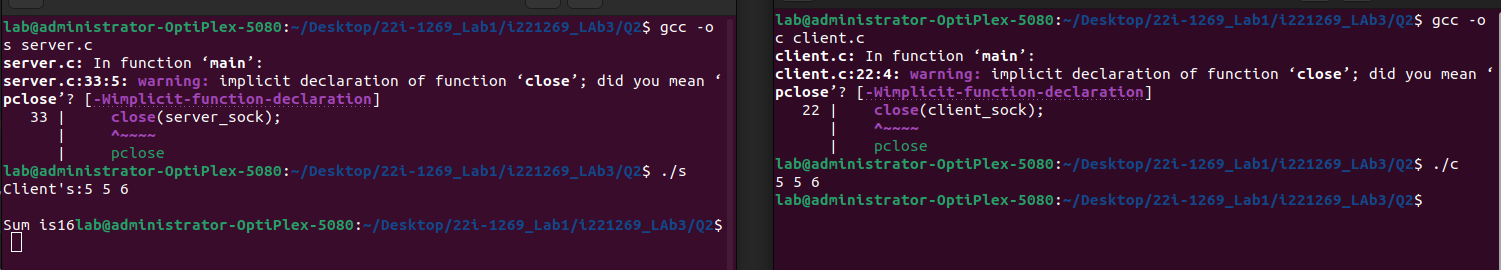 lab@administrator-OptiPlex-5080:~/Desktop/22i-1269_Lab1/i221269_LAb3/Q2$ gcc -o
s server.c
server.c: In function ‘main’:
server.c:33:5: warning: implicit declaration of function ‘close’; did you mean ‘
pclose’? [-Wimplicit-function-declaration]
   33 |     close(server_sock);
      |     ^~~~~
      |     pclose
lab@administrator-OptiPlex-5080:~/Desktop/22i-1269_Lab1/i221269_LAb3/Q2$ ./s
Client's:5 5 6

Sum is16lab@administrator-OptiPlex-5080:~/Desktop/22i-1269_Lab1/i221269_LAb3/Q2$
lab@administrator-OptiPlex-5080:~/Desktop/22i-1269_Lab1/i221269_LAb3/Q2$ gcc -o
c client.c
client.c: In function ‘main’:
client.c:22:4: warning: implicit declaration of function ‘close’; did you mean ‘
pclose’? [-Wimplicit-function-declaration]
   22 |    close(client_sock);
      |    ^~~~~
      |    pclose
lab@administrator-OptiPlex-5080:~/Desktop/22i-1269_Lab1/i221269_LAb3/Q2$ ./c
5 5 6
lab@administrator-OptiPlex-5080:~/Desktop/22i-1269_Lab1/i221269_LAb3/Q2$